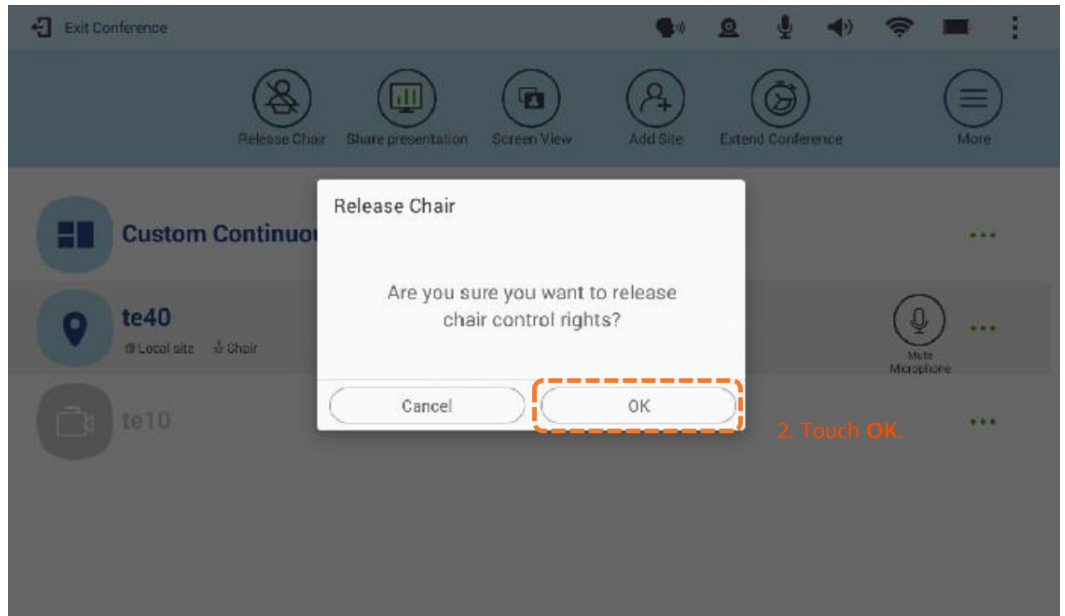 Exit Conference
Release Chair
Share presentation
Screen View
Add Site
Extend Conference
More
Release Chair
Custom Continuou
Are you sure you want to release
chair control rights?
te40
Local site
Chair
Mute
Microphone
Cancel
OK
te10
2. Touch OK.